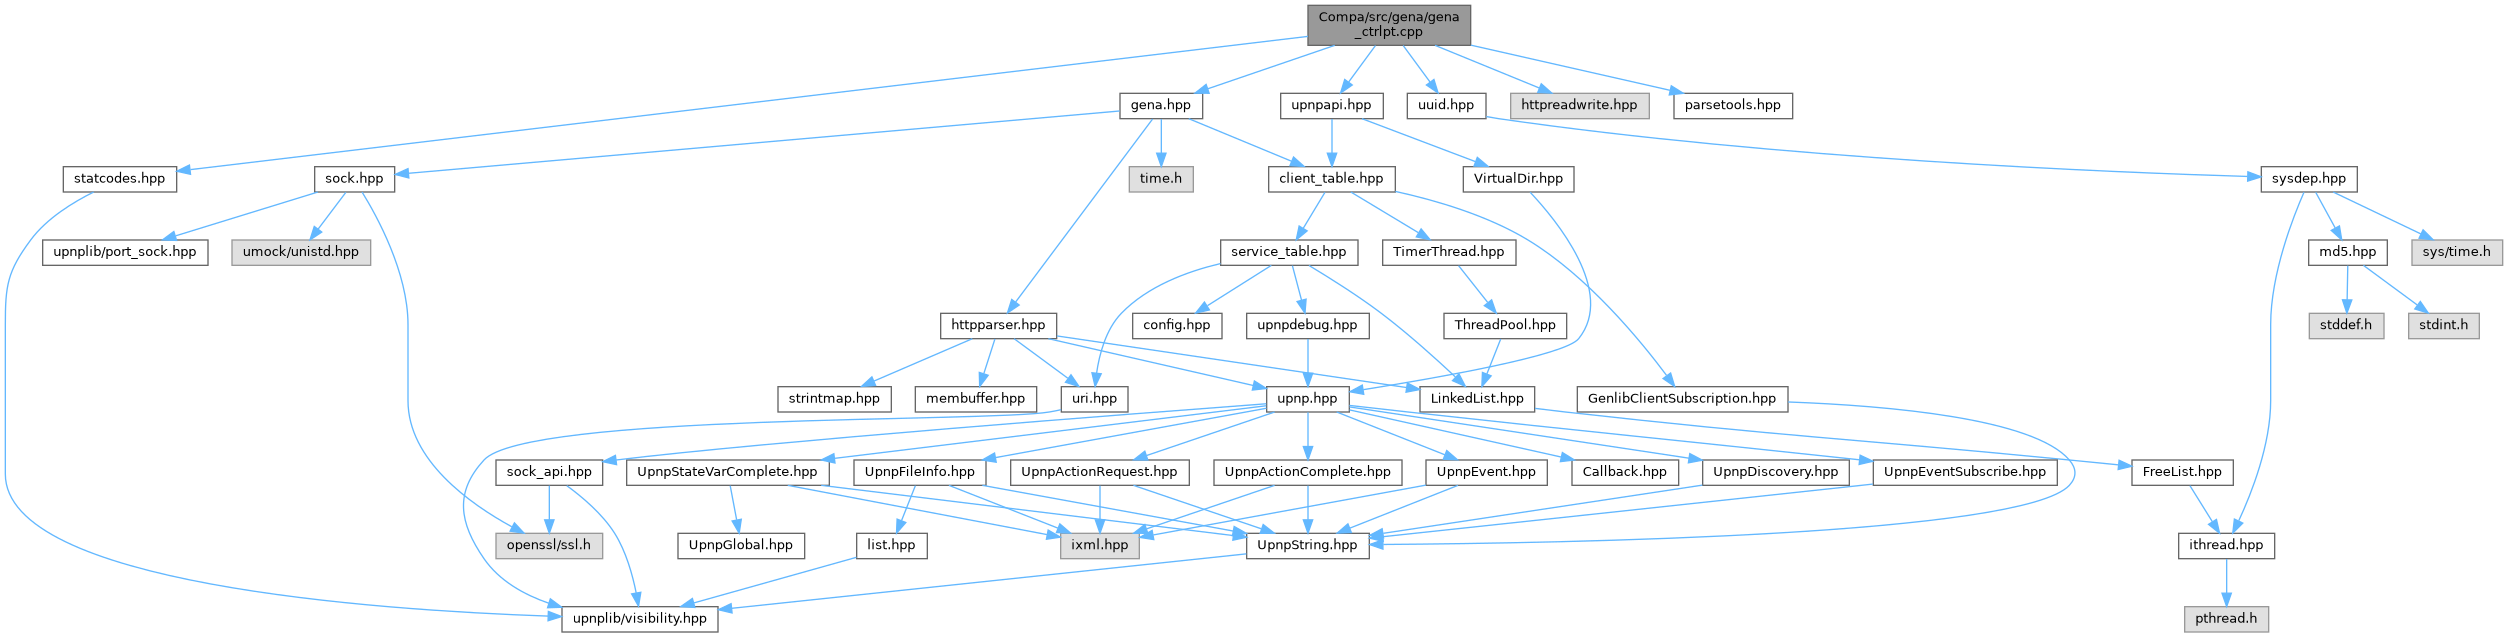 Compa/src/gena/gena
_ctrlpt.cpp
gena.hpp
upnpapi.hpp
uuid.hpp
httpreadwrite.hpp
parsetools.hpp
statcodes.hpp
sock.hpp
time.h
client_table.hpp
VirtualDir.hpp
sysdep.hpp
upnplib/port_sock.hpp
umock/unistd.hpp
service_table.hpp
TimerThread.hpp
md5.hpp
sys/time.h
httpparser.hpp
config.hpp
upnpdebug.hpp
ThreadPool.hpp
stddef.h
stdint.h
strintmap.hpp
membuffer.hpp
uri.hpp
upnp.hpp
LinkedList.hpp
GenlibClientSubscription.hpp
sock_api.hpp
UpnpStateVarComplete.hpp
UpnpFileInfo.hpp
UpnpActionRequest.hpp
UpnpActionComplete.hpp
UpnpEvent.hpp
Callback.hpp
UpnpDiscovery.hpp
UpnpEventSubscribe.hpp
FreeList.hpp
openssl/ssl.h
UpnpGlobal.hpp
list.hpp
ixml.hpp
UpnpString.hpp
ithread.hpp
upnplib/visibility.hpp
pthread.h